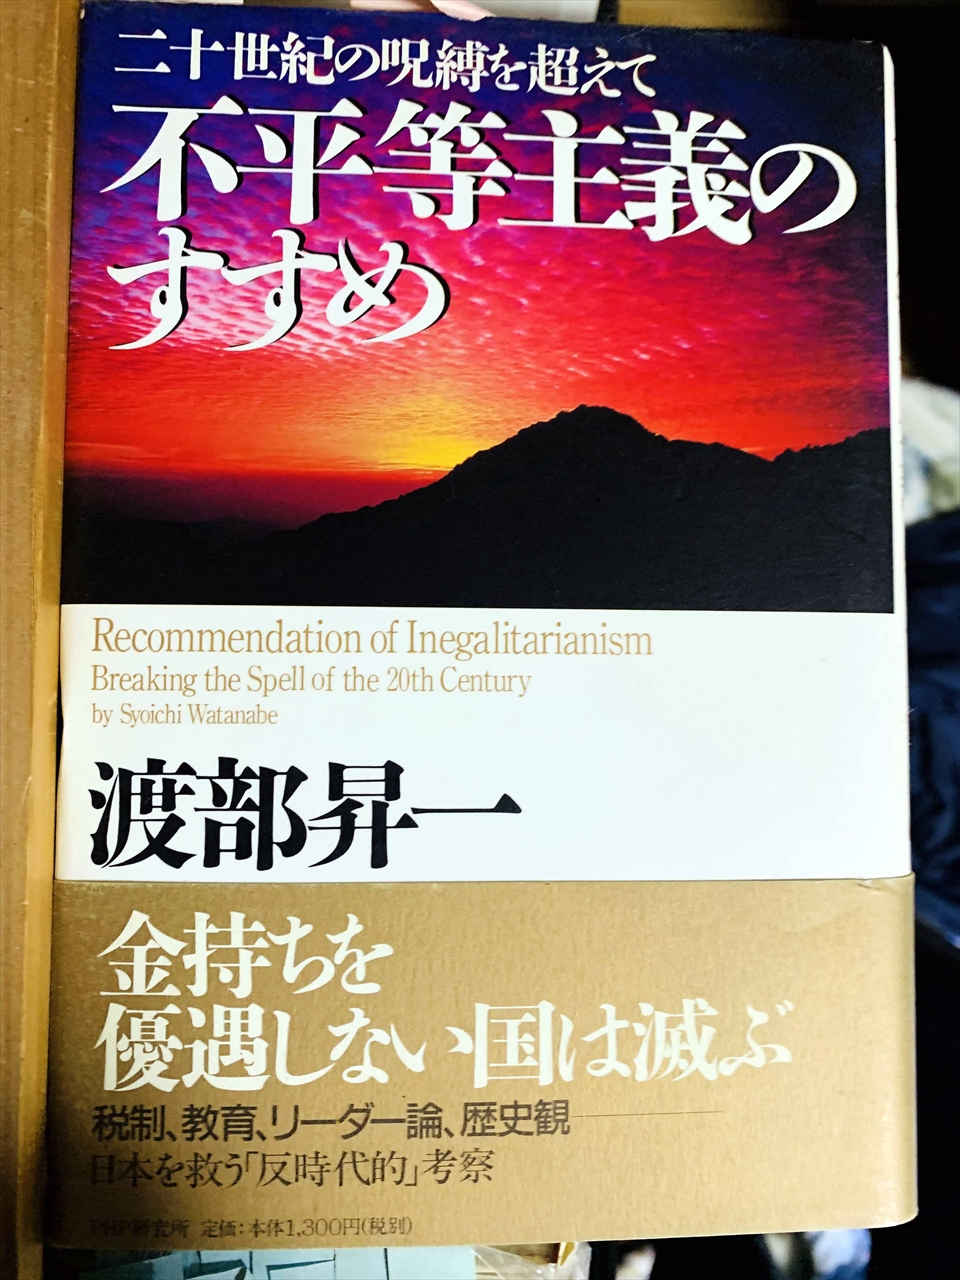 二十世紀の呪縛を超えて
不平等主義の
すすめ
Recommendation of Inegalitarianism
Breaking the Spell of the 20th Century
by Syoichi Watanabe
渡部昇一
金持ちを
優遇しない国は滅ぶ
税制、教育、リーダー論、歴史観――
日本を救う「反時代的」考察
PHP研究所 定価:本体1,300円(税別)